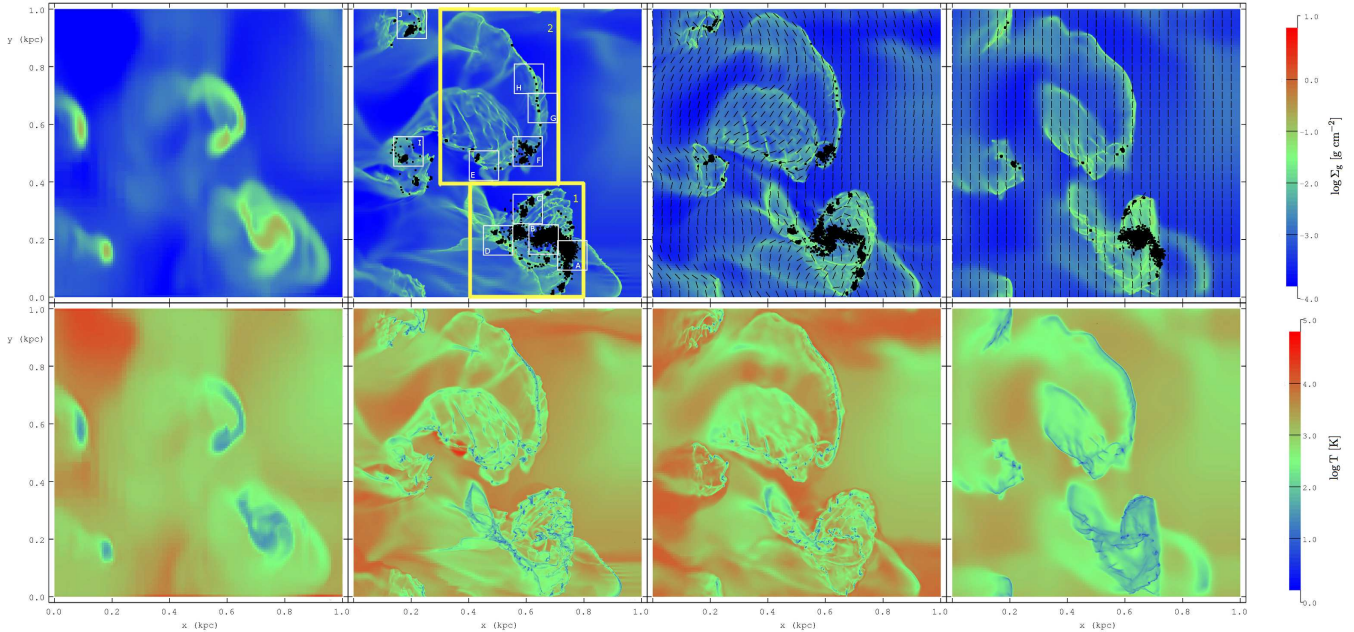 1.0
y (kpc)
0.8
0.6
0.4
0.2
0.0
J
2
H
G
I
F
E
1
C
B
D
A
1.0
0.0
-1.0
-2.0
-3.0
-4.0
log Σg [g cm⁻²]
1.0
y (kpc)
0.8
0.6
0.4
0.2
0.0
0.0 0.2 0.4 0.6 0.8 1.0 0.2 0.4 0.6 0.8 1.0 0.2 0.4 0.6 0.8 1.0 0.2 0.4 0.6 0.8 1.0
x (kpc) x (kpc) x (kpc) x (kpc)
5.0
4.0
3.0
2.0
1.0
0.0
log T [K]